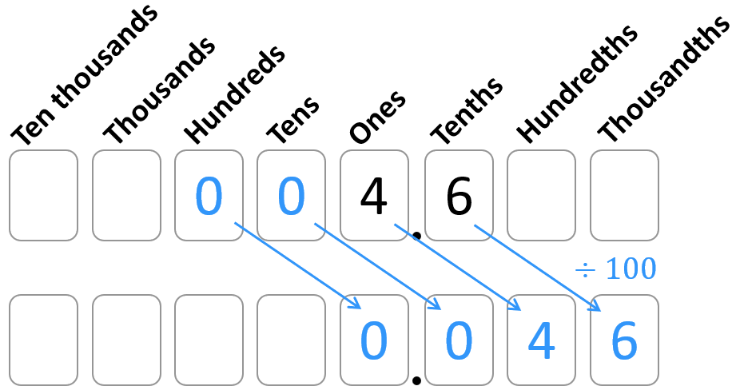 Ten thousands
Thousands
Hundreds
Tens
Ones
Tenths
Hundredths
Thousandths
0 0 4 . 6
÷ 100
0 . 0 4 6